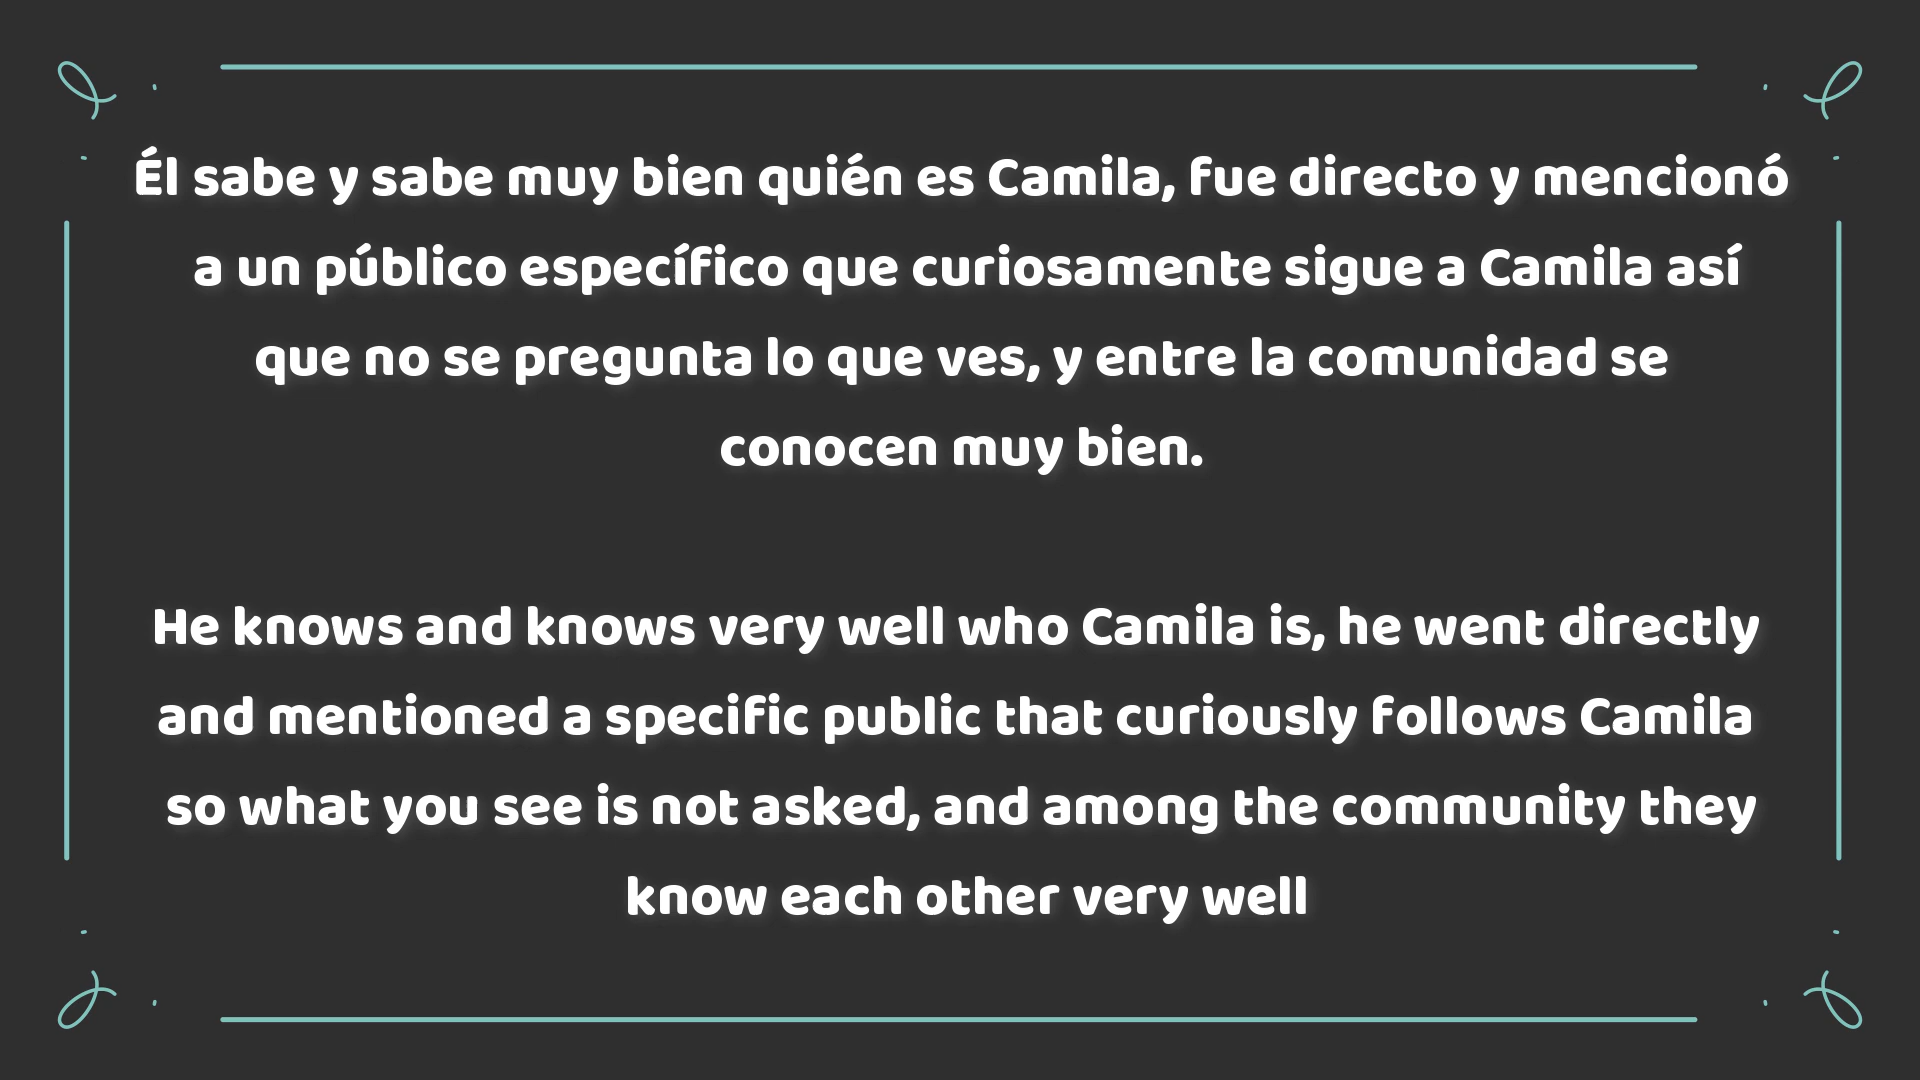 Él sabe y sabe muy bien quién es Camila, fue directo y mencionó
a un público específico que curiosamente sigue a Camila así
que no se pregunta lo que ves, y entre la comunidad se
conocen muy bien.
He knows and knows very well who Camila is, he went directly
and mentioned a specific public that curiously follows Camila
so what you see is not asked, and among the community they
know each other very well